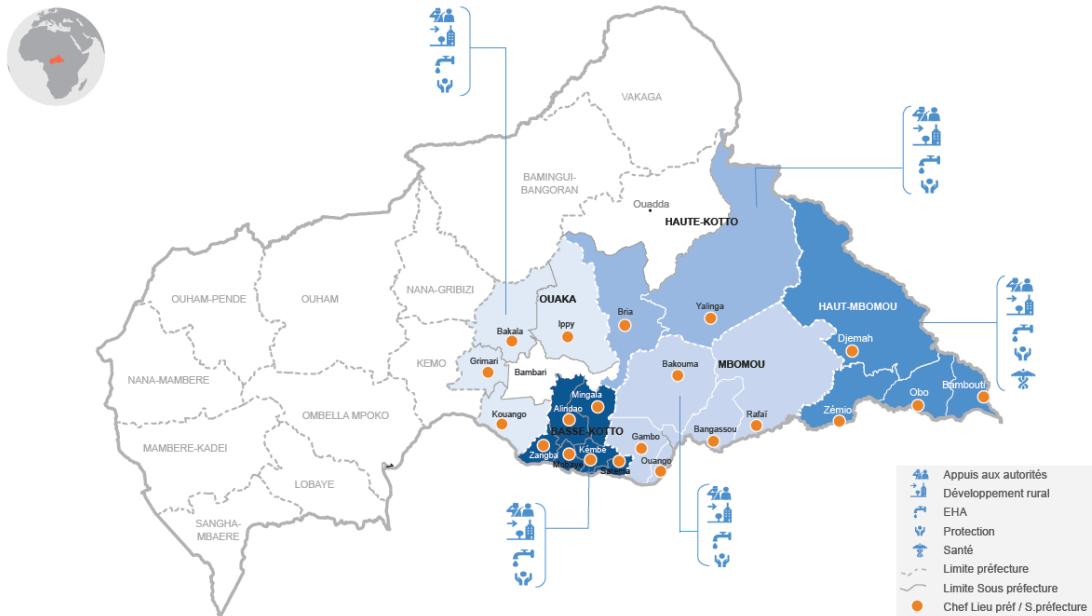 VAKAGA
BAMINGUI-
BANGORAN
Ouadda
HAUTE-KOTTO
OUHAM-PENDE
OUHAM
NANA-GRIBIZI
OUAKA
Bakala
Ippy
Bria
Yalinga
HAUT-MBOMOU
Djemah
KEMO
Grimari
Bambari
Bakouma
MBOMOU
NANA-MAMBERE
OMBELLA MPOKO
Kouango
Mingala
Alindao
BASSE-KOTTO
Zangba
Mobaye
Kembé
Satema
Gambo
Ouango
Bangassou
Rafaï
Zémio
Obo
Bambouti
MAMBERE-KADEI
LOBAYE
SANGHA-
MBAERE
Appuis aux autorités
Développement rural
EHA
Protection
Santé
Limite préfecture
Limite Sous préfecture
Chef Lieu préf / S.préfecture